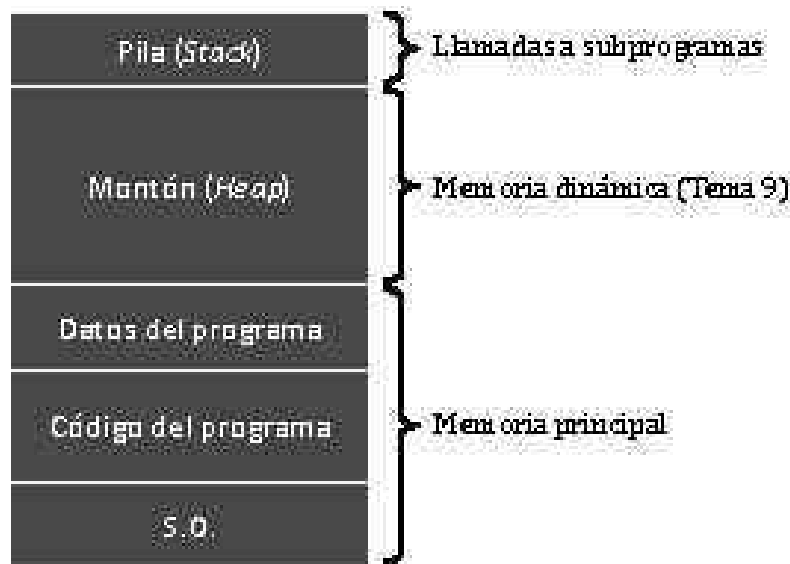 Pila (Stack)
Llamadas a subprogramas
Montón (Heap)
Memoria dinámica (Tema 9)
Datos del programa
Código del programa
Memoria principal
S.O.